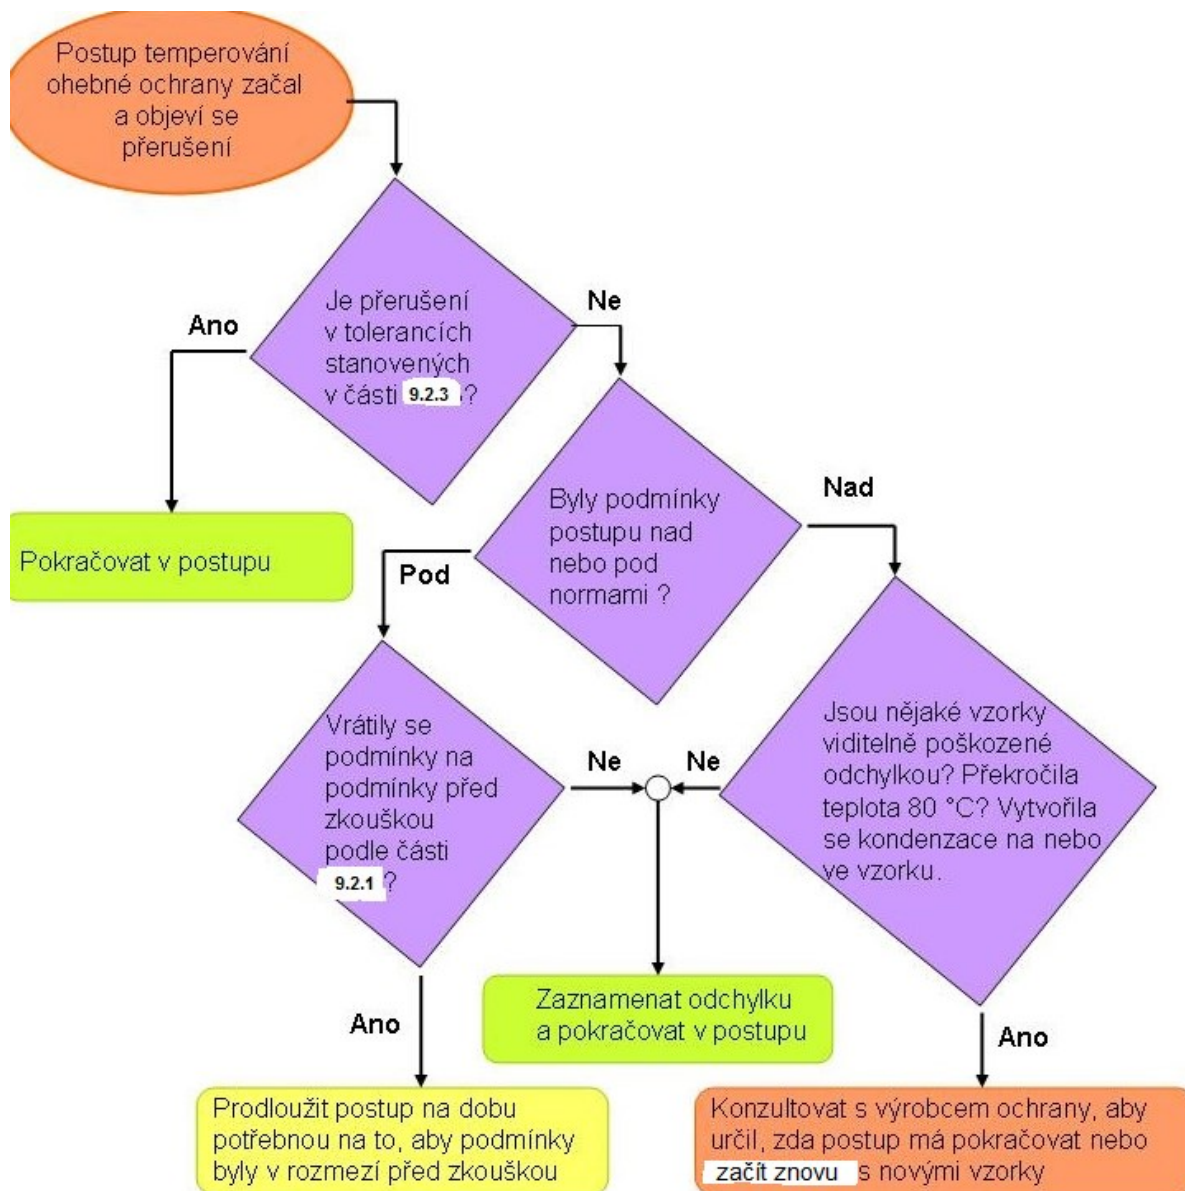 Postup temperování
ohebné ochrany začal
a objeví se
přerušení
Je přerušení
v tolerancích
stanovených
v části 9.2.3 ?
Ano
Ne
Pokračovat v postupu
Byly podmínky
postupu nad
nebo pod
normami ?
Pod
Nad
Vrátily se
podmínky na
podmínky před
zkouškou
podle části
9.2.1 ?
Ne
Ne
Jsou nějaké vzorky
viditelně poškozené
odchylkou? Překročila
teplota 80 °C? Vytvořila
se kondenzace na nebo
ve vzorku.
Zaznamenat odchylku
a pokračovat v postupu
Ano
Ano
Prodloužit postup na dobu
potřebnou na to, aby podmínky
byly v rozmezí před zkouškou
Konzultovat s výrobcem ochrany, aby
určil, zda postup má pokračovat nebo
začít znovu s novými vzorky